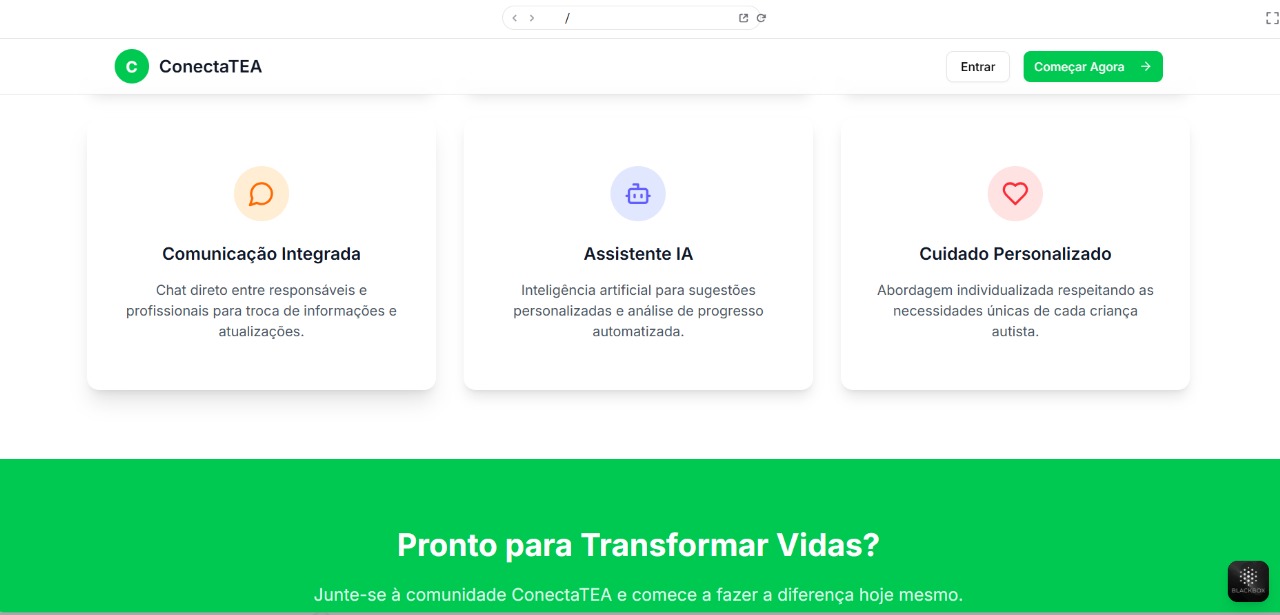 /
C ConectaTEA
Entrar
Começar Agora
Comunicação Integrada
Chat direto entre responsáveis e
profissionais para troca de informações e
atualizações.
Assistente IA
Inteligência artificial para sugestões
personalizadas e análise de progresso
automatizada.
Cuidado Personalizado
Abordagem individualizada respeitando as
necessidades únicas de cada criança
autista.
Pronto para Transformar Vidas?
Junte-se à comunidade ConectaTEA e comece a fazer a diferença hoje mesmo.
BLACKBOX